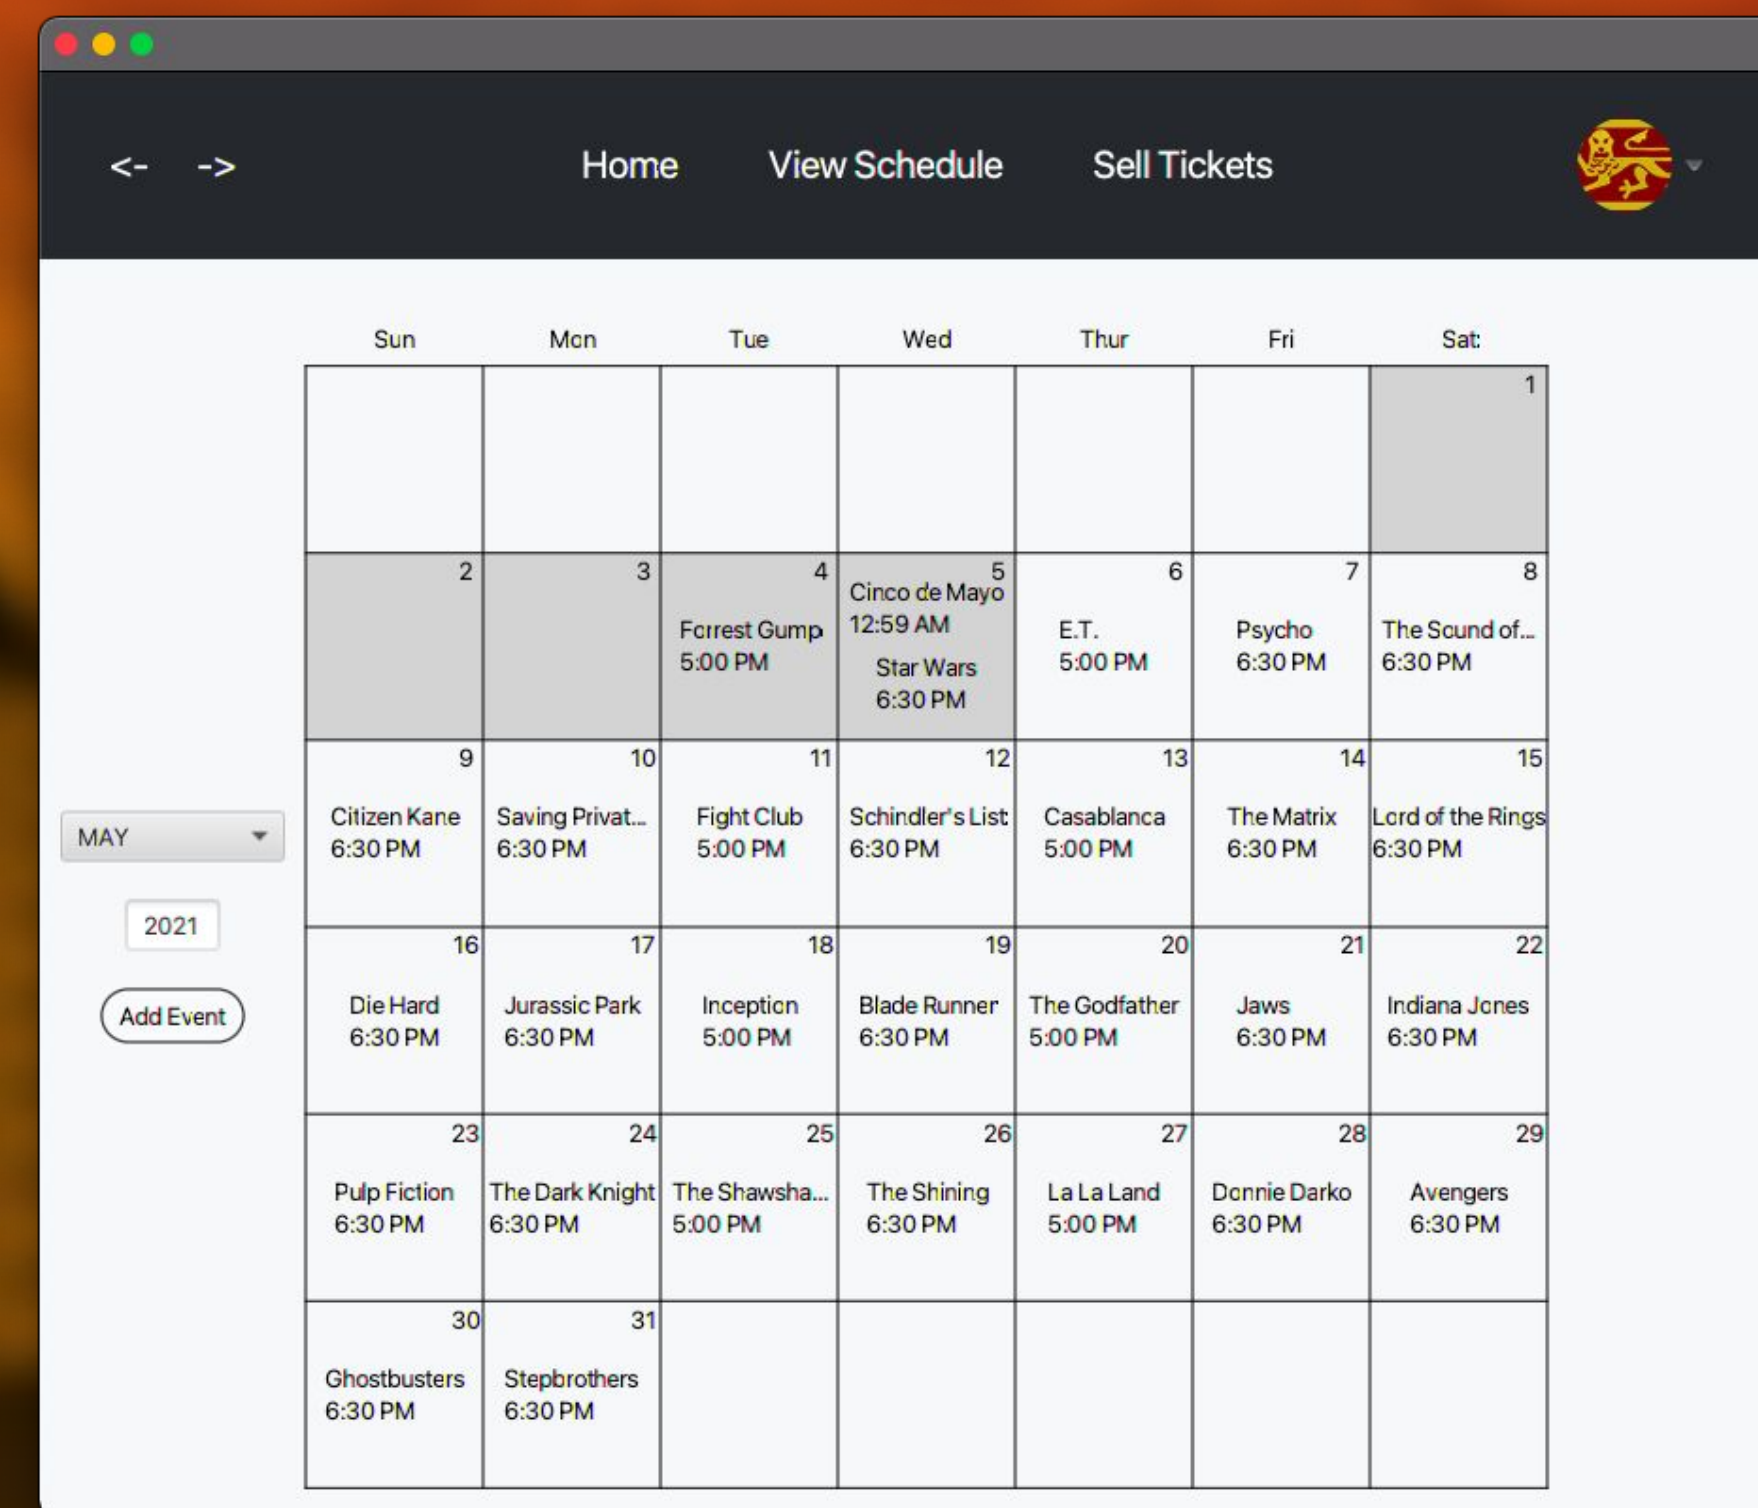 <- -> Home View Schedule Sell Tickets
Sun Mon Tue Wed Thur Fri Sat
1
2 3 4 5 6 7 8
Forrest Gump
5:00 PM
Cinco de Mayo
12:59 AM
Star Wars
6:30 PM
E.T.
5:00 PM
Psycho
6:30 PM
The Sound of...
6:30 PM
9 10 11 12 13 14 15
Citizen Kane
6:30 PM
Saving Privat...
6:30 PM
Fight Club
5:00 PM
Schindler's List
6:30 PM
Casablanca
5:00 PM
The Matrix
6:30 PM
Lord of the Rings
6:30 PM
MAY
2021
Add Event
16 17 18 19 20 21 22
Die Hard
6:30 PM
Jurassic Park
6:30 PM
Inception
5:00 PM
Blade Runner
6:30 PM
The Godfather
5:00 PM
Jaws
6:30 PM
Indiana Jones
6:30 PM
23 24 25 26 27 28 29
Pulp Fiction
6:30 PM
The Dark Knight
6:30 PM
The Shawsha...
5:00 PM
The Shining
6:30 PM
La La Land
5:00 PM
Donnie Darko
6:30 PM
Avengers
6:30 PM
30 31
Ghostbusters
6:30 PM
Stepbrothers
6:30 PM